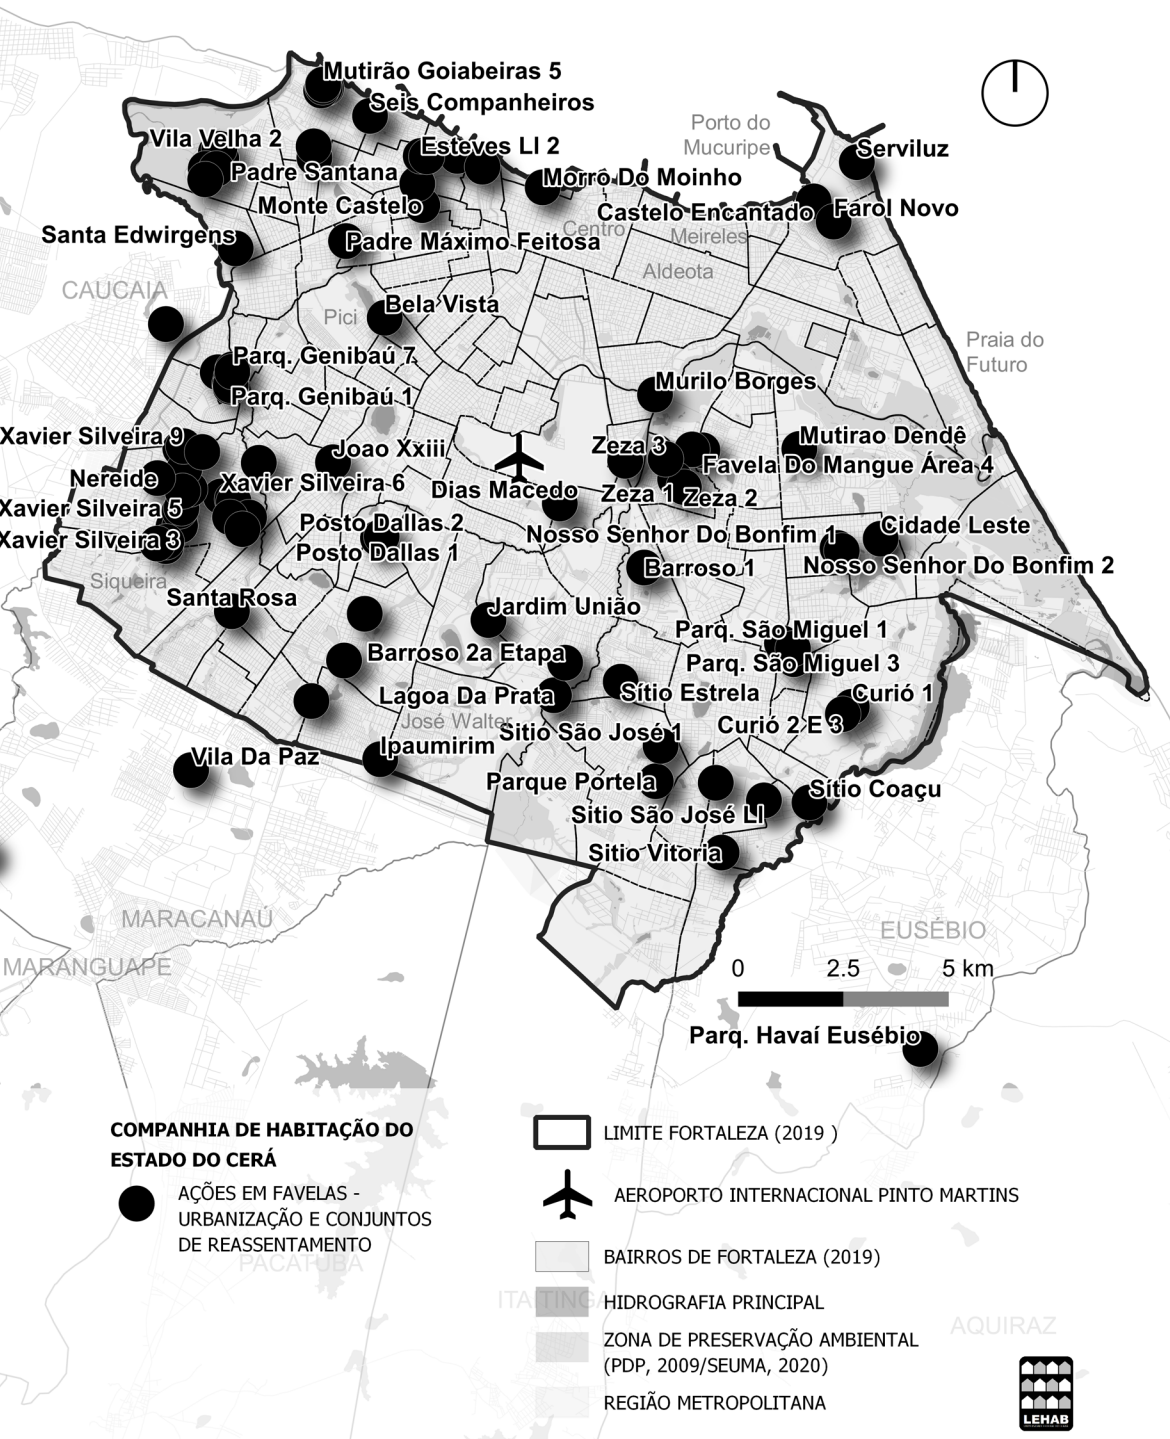 Mutirão Goiabeiras 5
Seis Companheiros
Porto do
Mucuripe
Vila Velha 2
Esteves LI 2
Serviluz
Padre Santana
Morro Do Moinho
Monte Castelo
Castelo Encantado
Farol Novo
Santa Edwirgens
Padre Máximo Feitosa
Centro
Meireles
Aldeota
CAUCAIA
Pici
Bela Vista
Praia do
Futuro
Parq. Genibaú 7
Parq. Genibaú 1
Murilo Borges
Xavier Silveira 9
Joao Xxiii
Zeza 3
Mutirao Dendê
Favela Do Mangue Área 4
Nereide
Xavier Silveira 6
Dias Macedo
Zeza 1
Zeza 2
Xavier Silveira 5
Posto Dallas 2
Nosso Senhor Do Bonfim 1
Cidade Leste
Xavier Silveira 3
Posto Dallas 1
Barroso 1
Nosso Senhor Do Bonfim 2
Siqueira
Santa Rosa
Jardim União
Parq. São Miguel 1
Barroso 2a Etapa
Parq. São Miguel 3
Lagoa Da Prata
Sítio Estrela
Curió 1
José Walter
Sitio São José 1
Curió 2 E 3
Vila Da Paz
Ipaumirim
Parque Portela
Sítio Coaçu
Sitio São José LI
Sitio Vitoria
MARACANAÚ
EUSÉBIO
MARANGUAPE
0 2.5 5 km
Parq. Havaí Eusébio
COMPANHIA DE HABITAÇÃO DO
ESTADO DO CERÁ
AÇÕES EM FAVELAS -
URBANIZAÇÃO E CONJUNTOS
DE REASSENTAMENTO
PACATUBA
LIMITE FORTALEZA (2019 )
AEROPORTO INTERNACIONAL PINTO MARTINS
BAIRROS DE FORTALEZA (2019)
ITAITINGA
HIDROGRAFIA PRINCIPAL
AQUIRAZ
ZONA DE PRESERVAÇÃO AMBIENTAL
(PDP, 2009/SEUMA, 2020)
REGIÃO METROPOLITANA
LEHAB